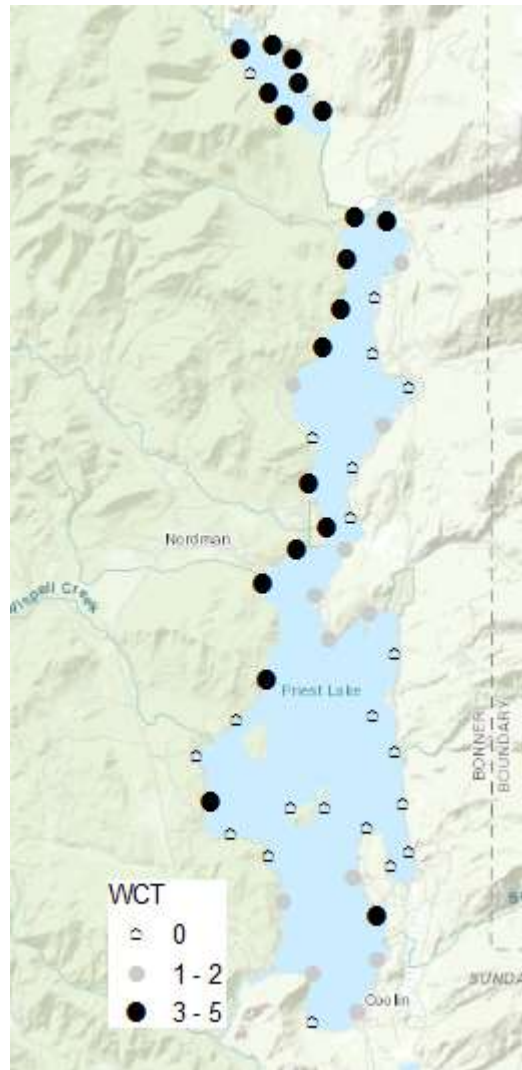 Nordman
Priest Lake
BONNER
BOUNDARY
WCT
0
1 - 2
3 - 5
Coolin